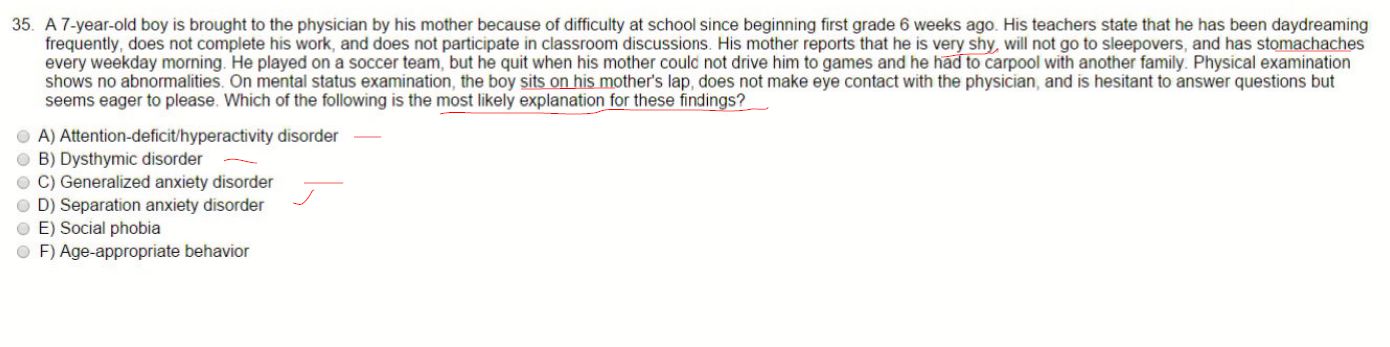 35. A 7-year-old boy is brought to the physician by his mother because of difficulty at school since beginning first grade 6 weeks ago. His teachers state that he has been daydreaming
frequently, does not complete his work, and does not participate in classroom discussions. His mother reports that he is very shy, will not go to sleepovers, and has stomachaches
every weekday morning. He played on a soccer team, but he quit when his mother could not drive him to games and he had to carpool with another family. Physical examination
shows no abnormalities. On mental status examination, the boy sits on his mother's lap, does not make eye contact with the physician, and is hesitant to answer questions but
seems eager to please. Which of the following is the most likely explanation for these findings?
A) Attention-deficit/hyperactivity disorder
B) Dysthymic disorder
C) Generalized anxiety disorder
D) Separation anxiety disorder
E) Social phobia
F) Age-appropriate behavior